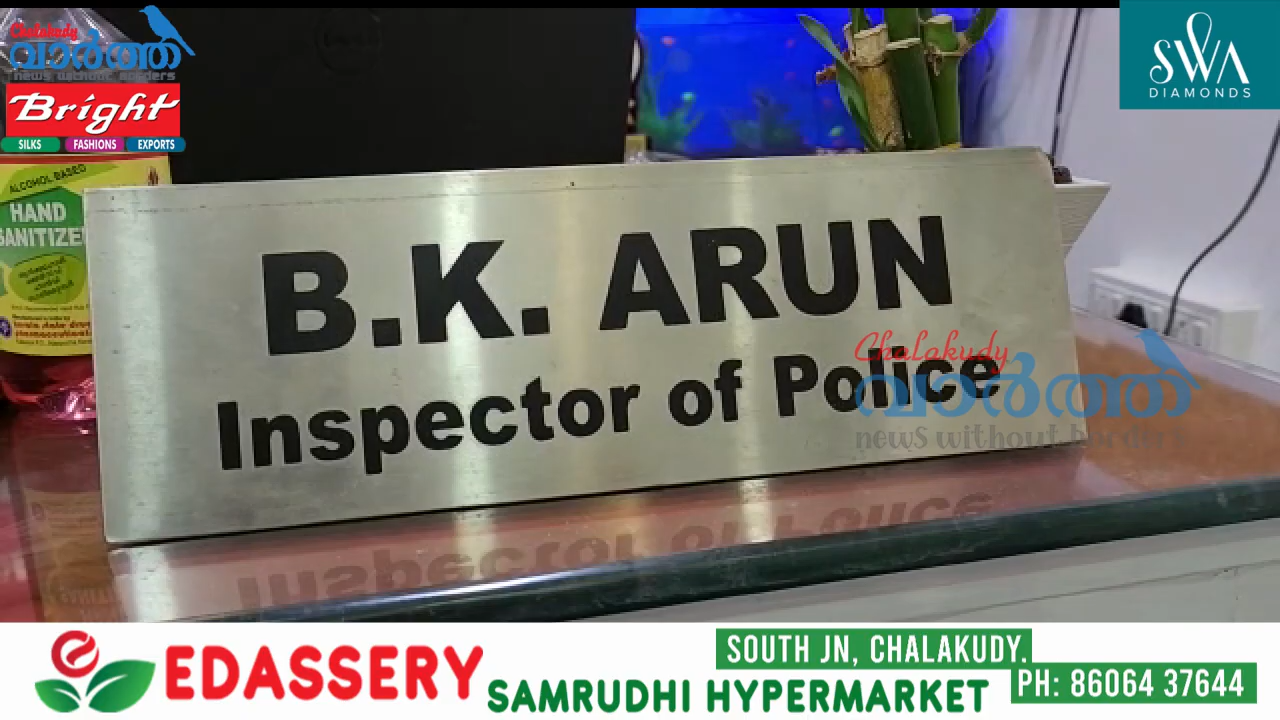 Chalakudy
വാർത്ത
news without borders
Bright
SILKS FASHIONS EXPORTS
SWA
DIAMONDS
ALCOHOL BASED
HAND
SANITIZE
B.K. ARUN
Inspector of Police
Chalakudy
വാർത്ത
news without borders
EDASSERY
SAMRUDHI HYPERMARKET
SOUTH JN, CHALAKUDY.
PH: 86064 37644